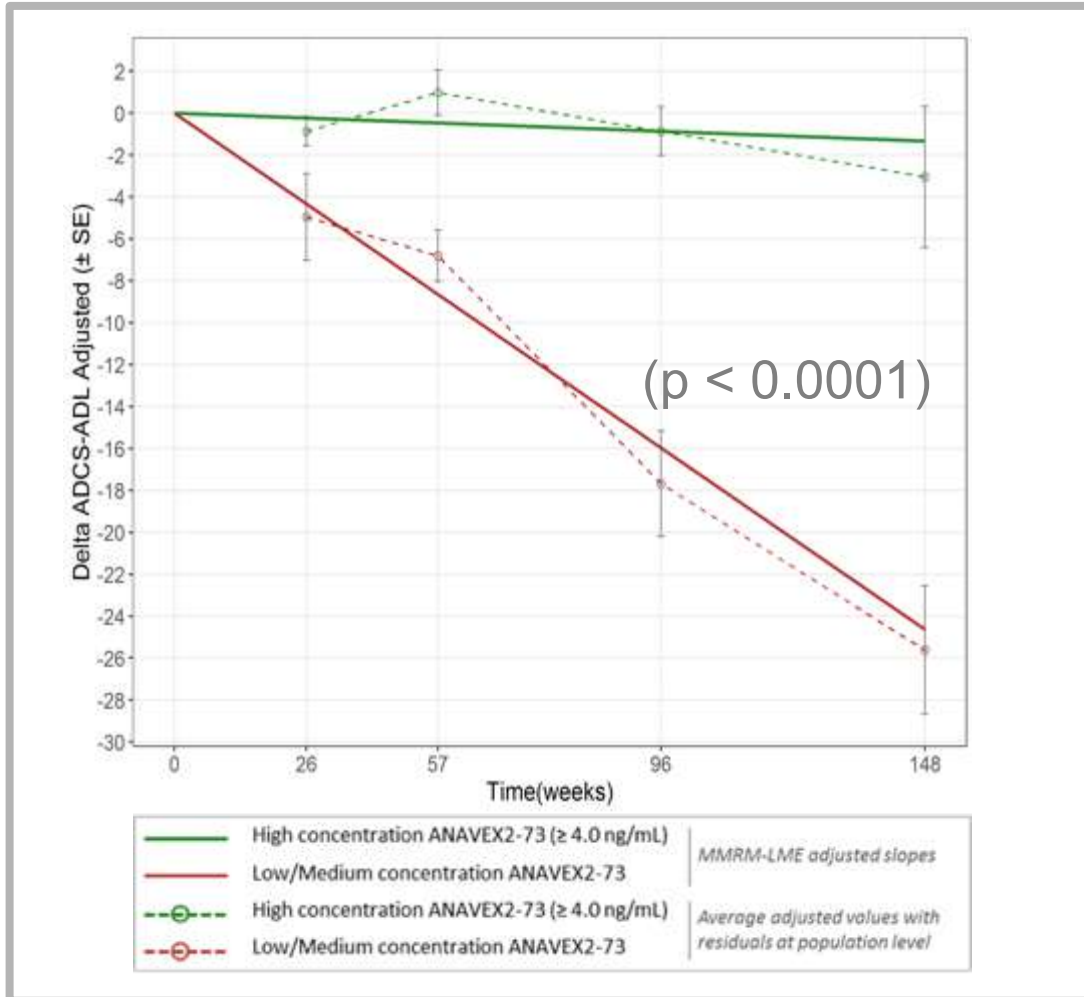 2
0
-2
-4
-6
-8
-10
-12
-14
-16
-18
-20
-22
-24
-26
-28
-30
Delta ADCS-ADL Adjusted (± SE)
(p < 0.0001)
0 26 57 96 148
Time(weeks)
High concentration ANAVEX2-73 (≥ 4.0 ng/mL)
Low/Medium concentration ANAVEX2-73
MMRM-LME adjusted slopes
High concentration ANAVEX2-73 (≥ 4.0 ng/mL)
Low/Medium concentration ANAVEX2-73
Average adjusted values with
residuals at population level